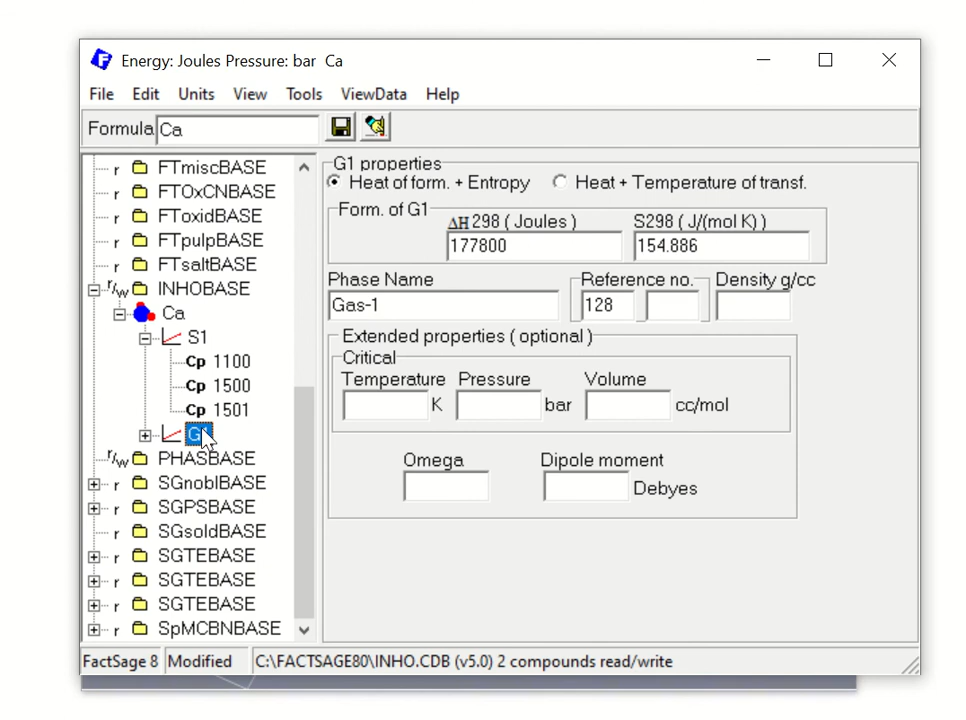 Energy: Joules Pressure: bar Ca
File Edit Units View Tools ViewData Help
Formula Ca
FTmiscBASE
FTOxCNBASE
FToxidBASE
FTpulpBASE
FTsaltBASE
r/w INHOBASE
Ca
S1
Cp 1100
Cp 1500
Cp 1501
G1
r/w PHASBASE
r SGnoblBASE
r SGPSBASE
r SGsoldBASE
r SGTEBASE
r SGTEBASE
r SGTEBASE
r SpMCBNBASE
G1 properties
Heat of form. + Entropy Heat + Temperature of transf.
Form. of G1
ΔH 298 ( Joules ) S298 ( J/(mol K) )
177800 154.886
Phase Name Reference no. Density g/cc
Gas-1 128
Extended properties ( optional )
Critical
Temperature Pressure Volume
K bar cc/mol
Omega Dipole moment
Debyes
FactSage 8 Modified C:\FACTSAGE80\INHO.CDB (v5.0) 2 compounds read/write